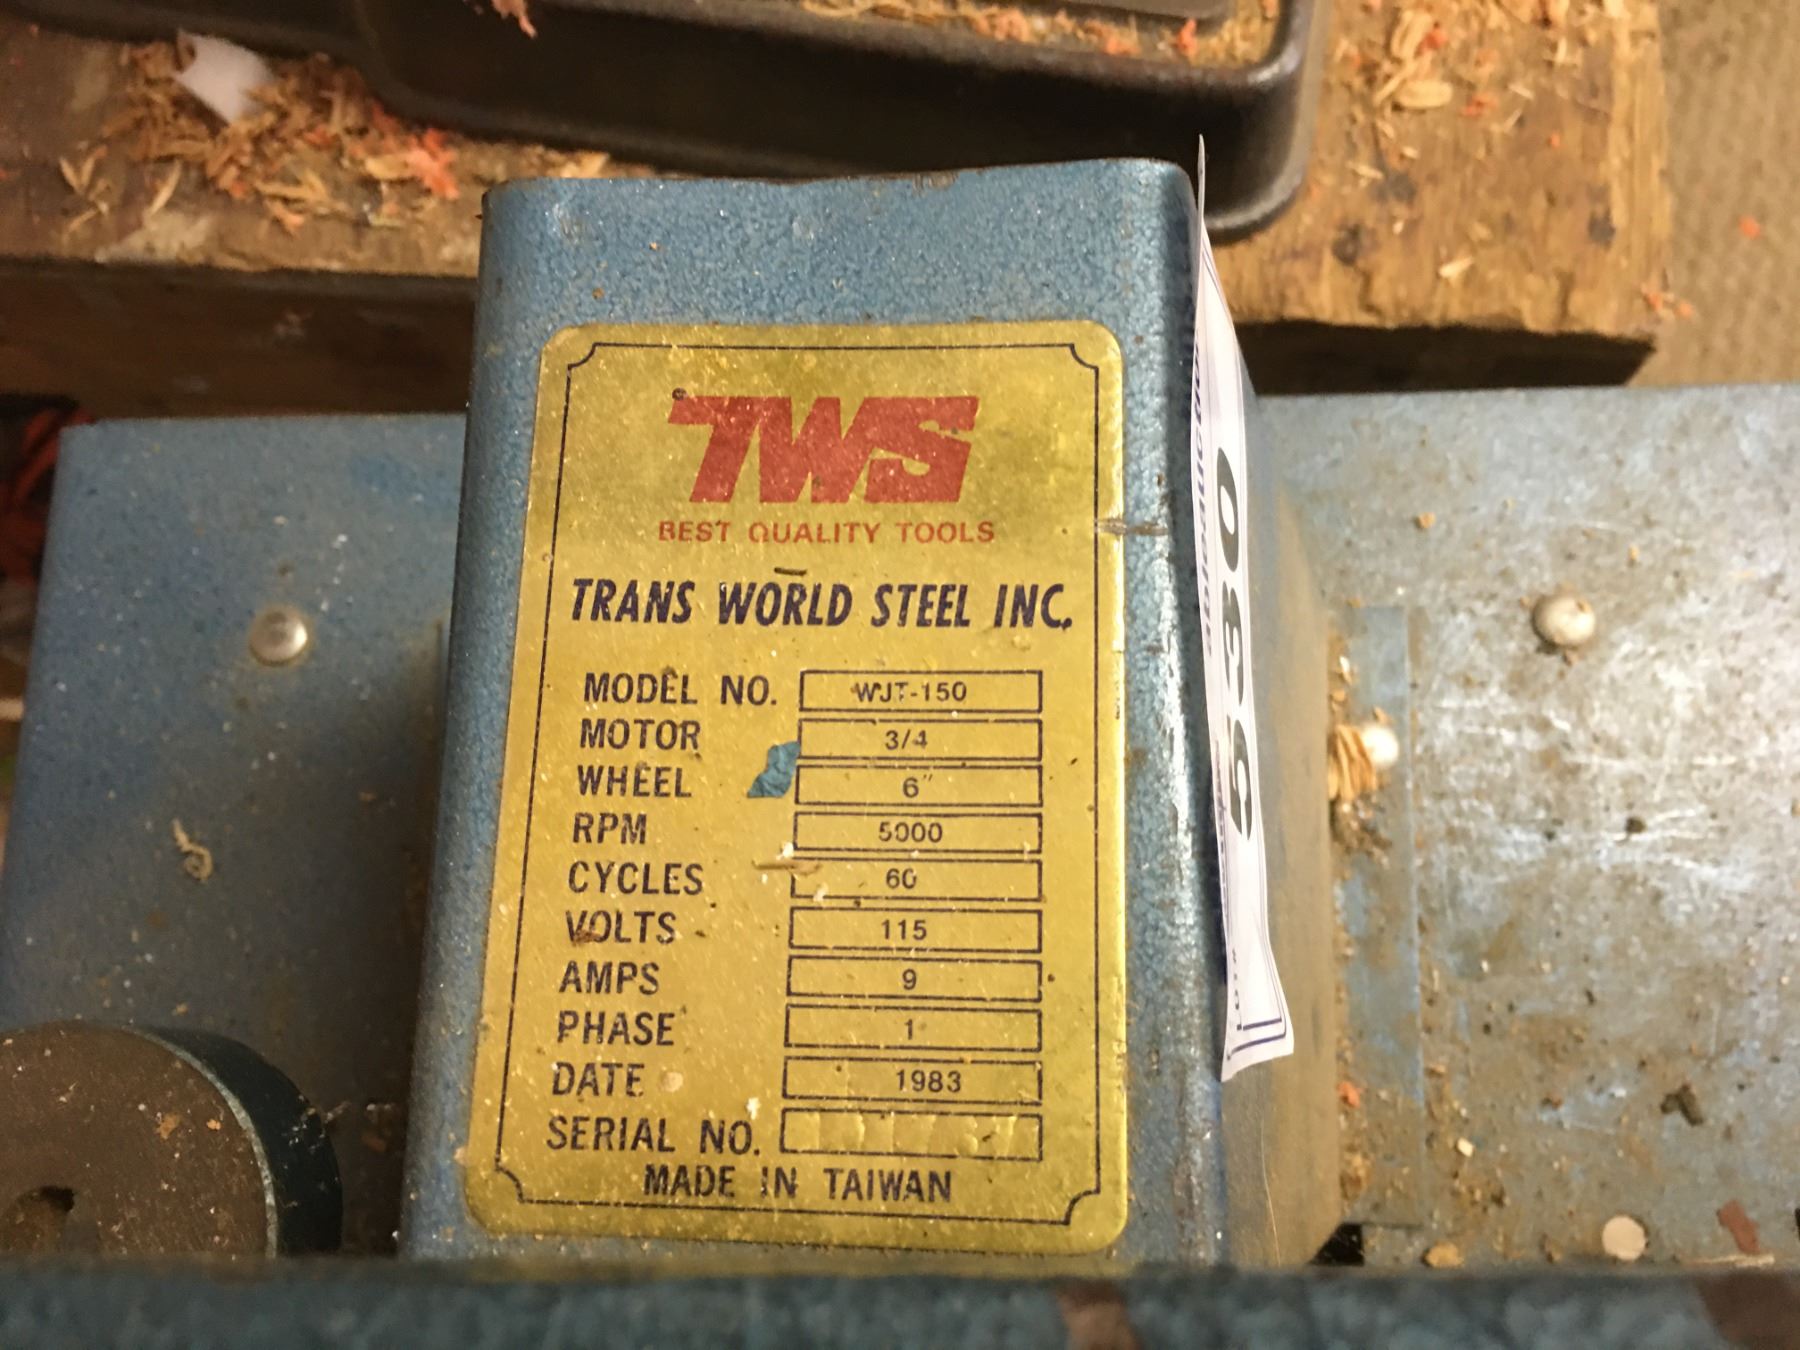 TWS
BEST QUALITY TOOLS
TRANS WORLD STEEL INC.
MODEL NO. WJT-150
MOTOR 3/4
WHEEL 6"
RPM 5000
CYCLES 60
VOLTS 115
AMPS 9
PHASE 1
DATE 1983
SERIAL NO.
MADE IN TAIWAN